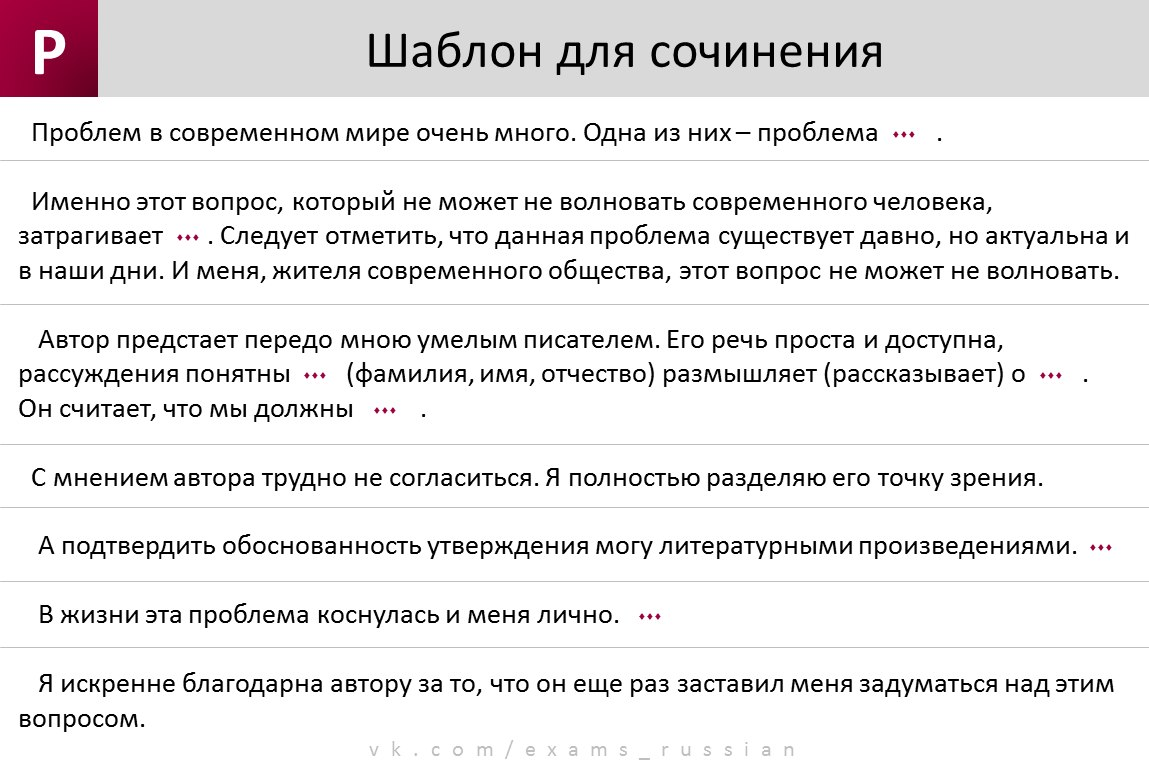 Р
Шаблон для сочинения
Проблем в современном мире очень много. Одна из них – проблема ... .
Именно этот вопрос, который не может не волновать современного человека,
затрагивает ... . Следует отметить, что данная проблема существует давно, но актуальна и
в наши дни. И меня, жителя современного общества, этот вопрос не может не волновать.
Автор предстает передо мною умелым писателем. Его речь проста и доступна,
рассуждения понятны ... (фамилия, имя, отчество) размышляет (рассказывает) о ... .
Он считает, что мы должны ... .
С мнением автора трудно не согласиться. Я полностью разделяю его точку зрения.
А подтвердить обоснованность утверждения могу литературными произведениями. ...
В жизни эта проблема коснулась и меня лично. ...
Я искренне благодарна автору за то, что он еще раз заставил меня задуматься над этим
вопросом.
vk.com/exams_russian